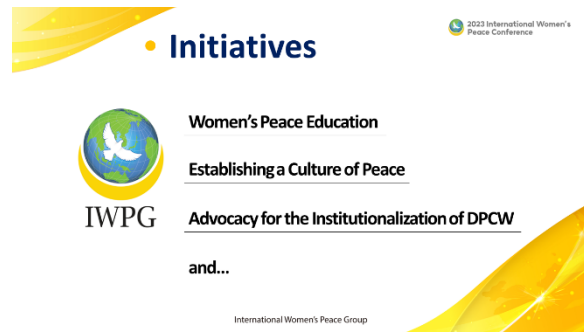 2023 International Women's
Peace Conference
• Initiatives
Women's Peace Education
Establishing a Culture of Peace
IWPG
Advocacy for the Institutionalization of DPCW
and...
International Women's Peace Group